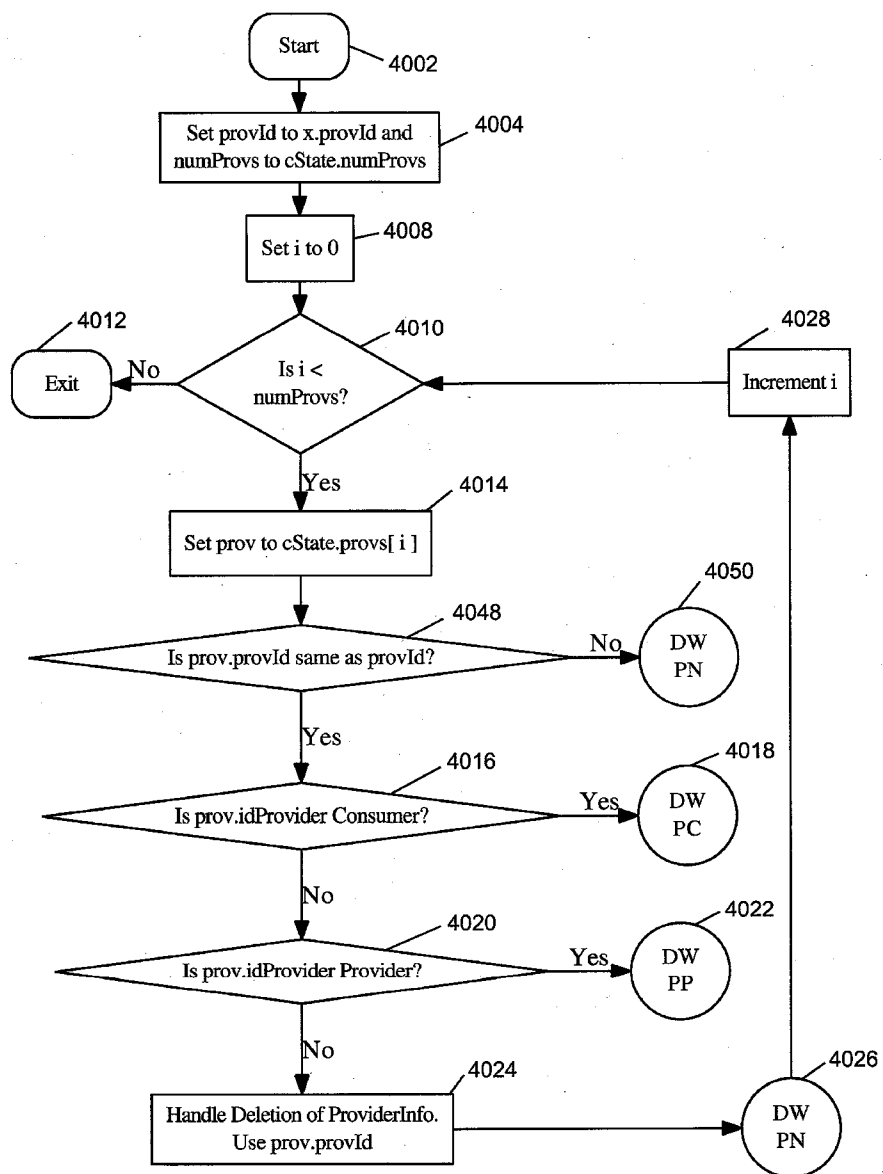 Start
4002
Set provId to x.provId and
numProvs to cState.numProvs
4004
Set i to 0
4008
4012
Exit
No
Is i <
numProvs?
4010
4028
Increment i
Yes
4014
Set prov to cState.provs[ i ]
4048
Is prov.provId same as provId?
No
4050
DW
PN
Yes
4016
Is prov.idProvider Consumer?
Yes
4018
DW
PC
No
4020
Is prov.idProvider Provider?
Yes
4022
DW
PP
No
4024
Handle Deletion of ProviderInfo.
Use prov.provId
4026
DW
PN